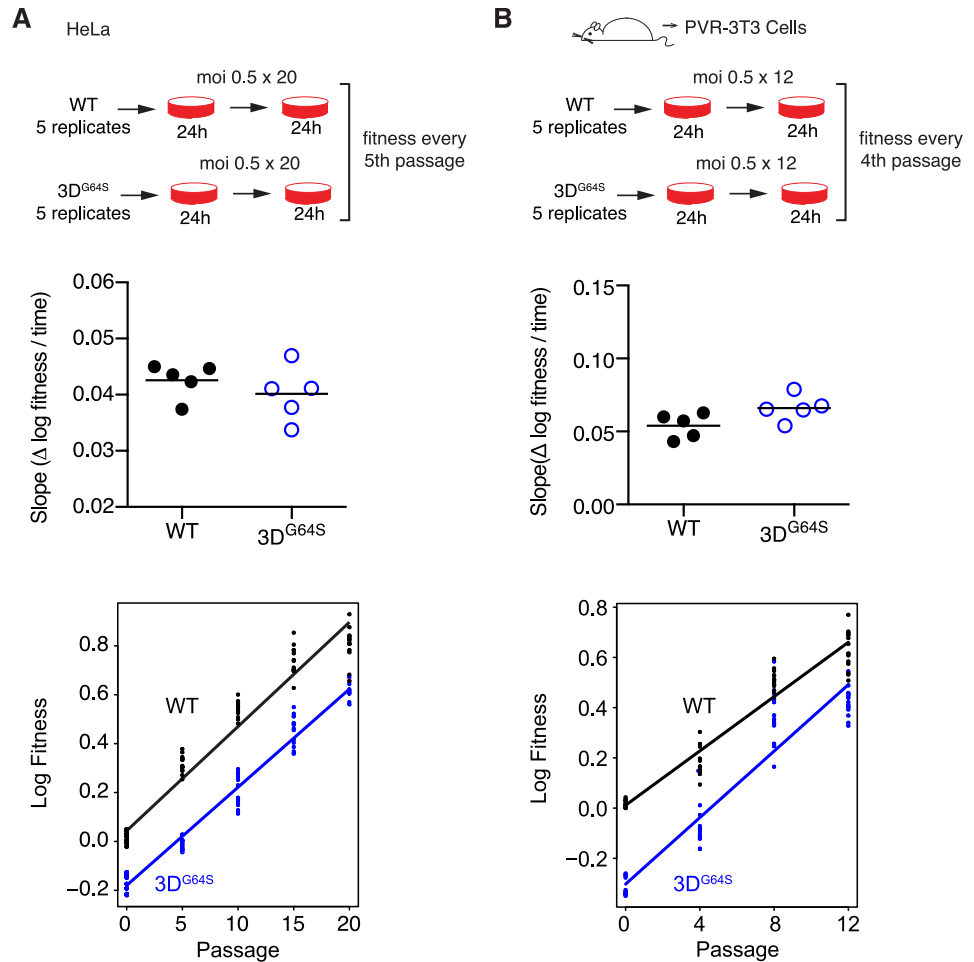 A
HeLa
moi 0.5 x 20
WT
5 replicates
24h
24h
moi 0.5 x 20
3D^G64S
5 replicates
24h
24h
fitness every
5th passage
B
PVR-3T3 Cells
moi 0.5 x 12
WT
5 replicates
24h
24h
moi 0.5 x 12
3D^G64S
5 replicates
24h
24h
fitness every
4th passage
Slope (Δ log fitness / time)
0.06
0.05
0.04
0.03
0.02
WT
3D^G64S
Slope(Δ log fitness / time)
0.15
0.10
0.05
0.00
WT
3D^G64S
Log Fitness
0.8
0.6
0.4
0.2
0.0
−0.2
WT
3D^G64S
0
5
10
15
20
Passage
Log Fitness
0.8
0.6
0.4
0.2
0.0
−0.2
WT
3D^G64S
0
4
8
12
Passage